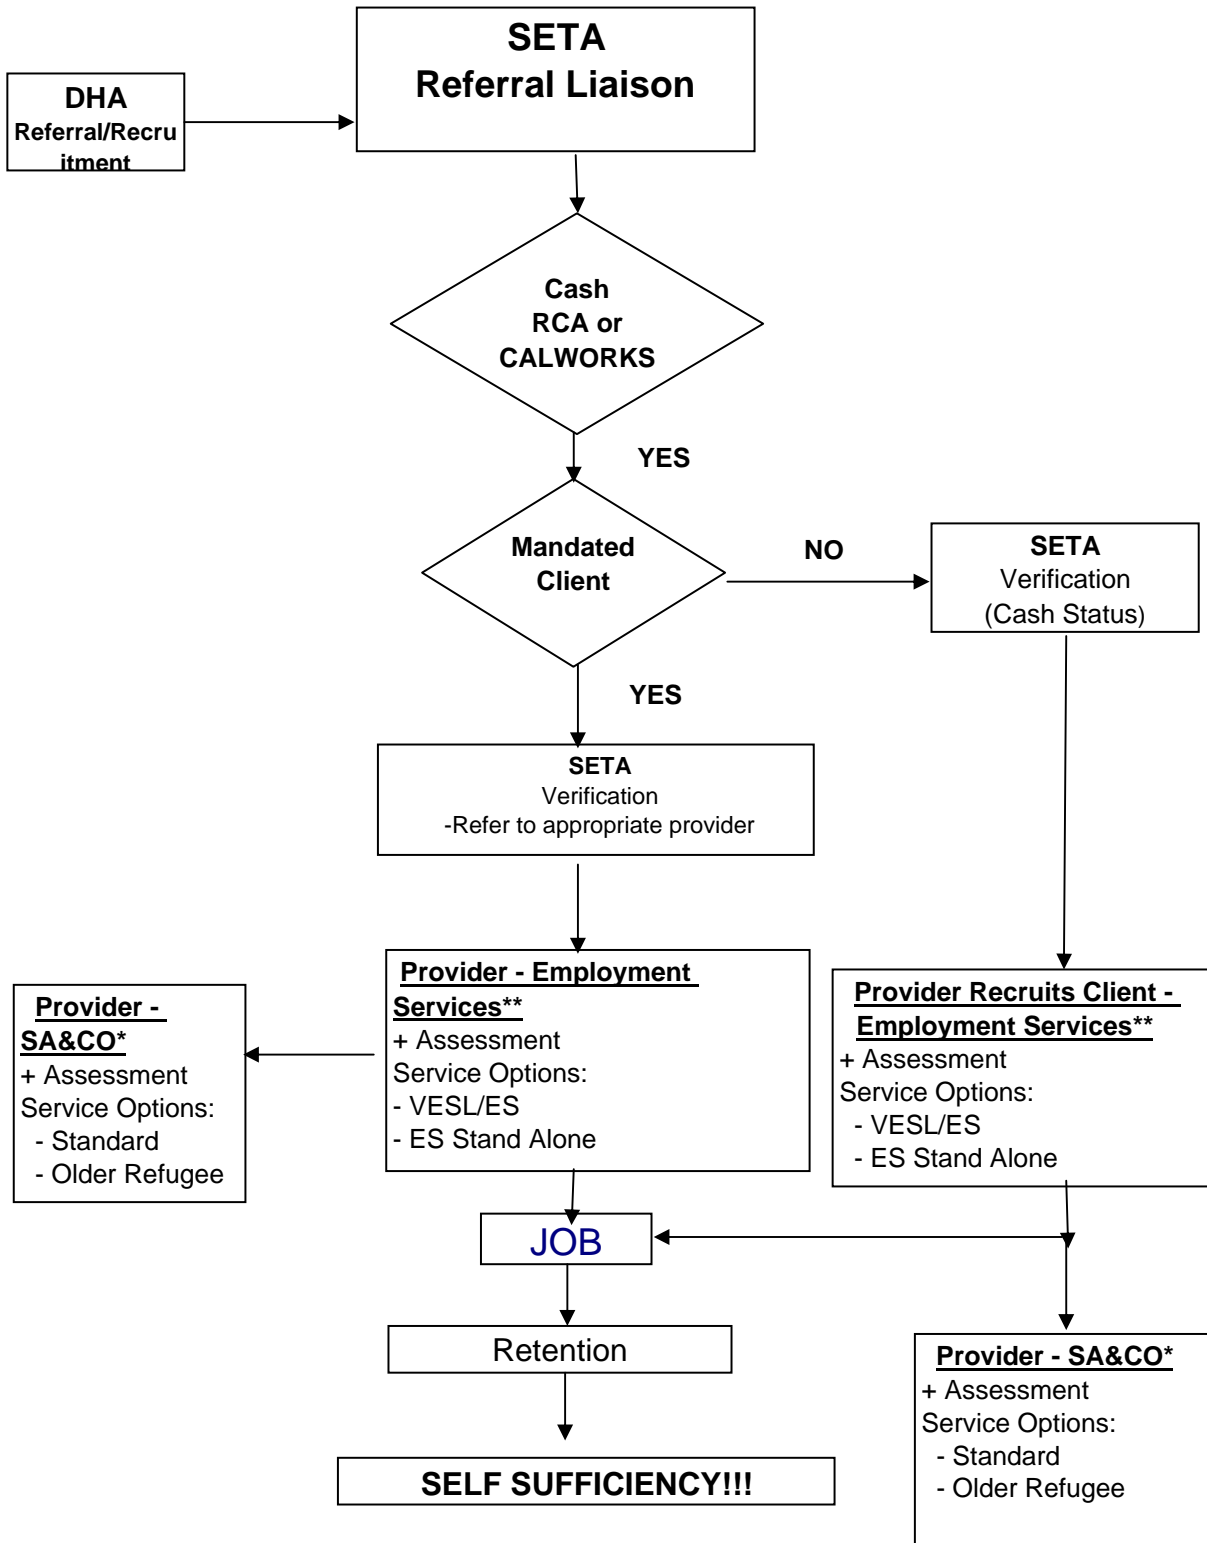 SETA
Referral Liaison
DHA
Referral/Recru
itment
Cash
RCA or
CALWORKS
YES
Mandated
Client
NO
SETA
Verification
(Cash Status)
YES
SETA
Verification
-Refer to appropriate provider
Provider - Employment
Services**
+ Assessment
Service Options:
- VESL/ES
- ES Stand Alone
Provider -
SA&CO*
+ Assessment
Service Options:
- Standard
- Older Refugee
Provider Recruits Client -
Employment Services**
+ Assessment
Service Options:
- VESL/ES
- ES Stand Alone
JOB
Retention
SELF SUFFICIENCY!!!
Provider - SA&CO*
+ Assessment
Service Options:
- Standard
- Older Refugee